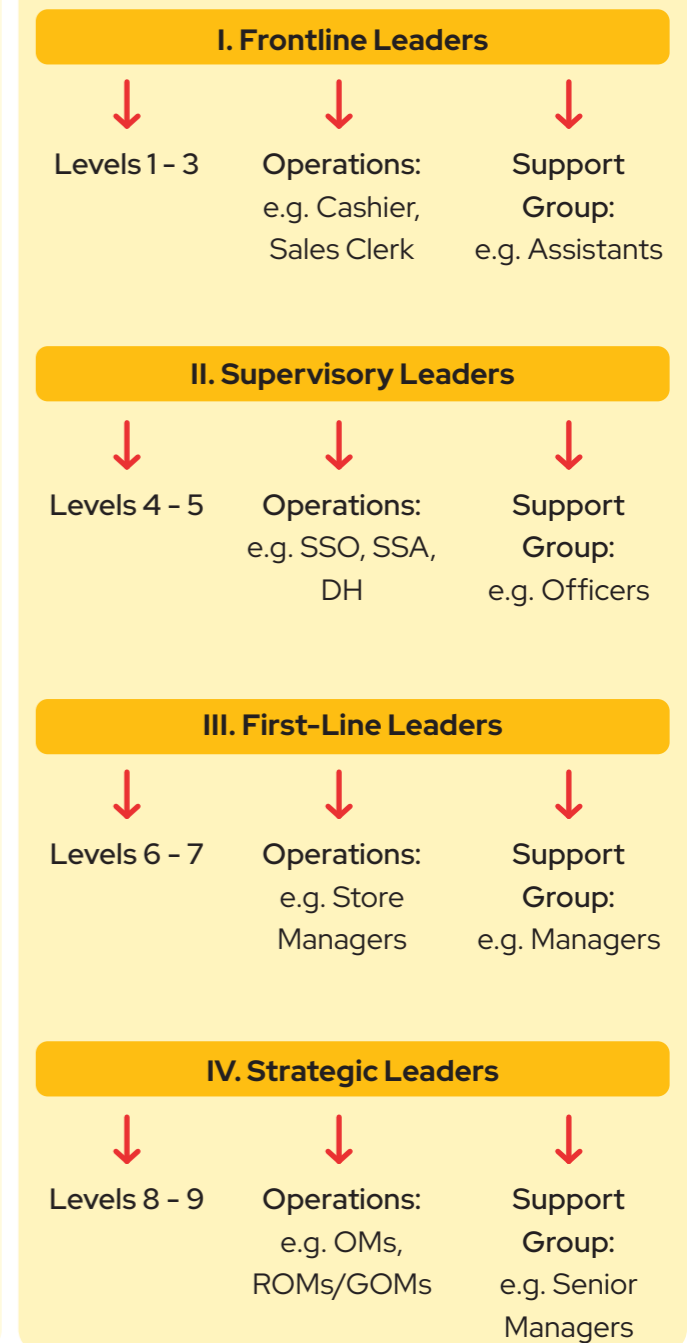 I. Frontline Leaders
Levels 1 - 3
Operations:
e.g. Cashier,
Sales Clerk
Support
Group:
e.g. Assistants
II. Supervisory Leaders
Levels 4 - 5
Operations:
e.g. SSO, SSA,
DH
Support
Group:
e.g. Officers
III. First-Line Leaders
Levels 6 - 7
Operations:
e.g. Store
Managers
Support
Group:
e.g. Managers
IV. Strategic Leaders
Levels 8 - 9
Operations:
e.g. OMs,
ROMs/GOMs
Support
Group:
e.g. Senior
Managers